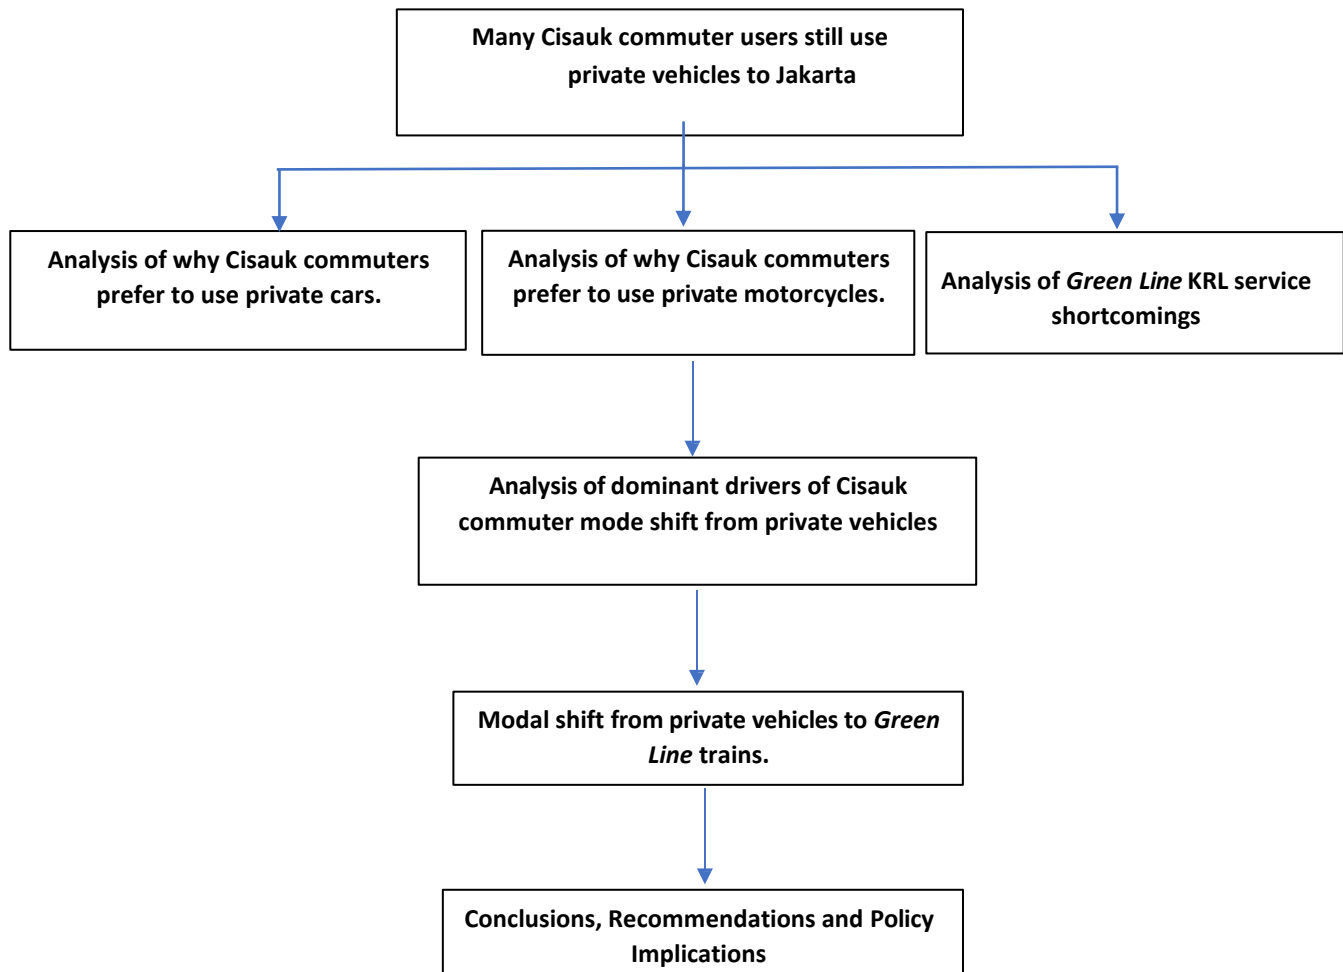 Many Cisauk commuter users still use
private vehicles to Jakarta
Analysis of why Cisauk commuters
prefer to use private cars.
Analysis of why Cisauk commuters
prefer to use private motorcycles.
Analysis of Green Line KRL service
shortcomings
Analysis of dominant drivers of Cisauk
commuter mode shift from private vehicles
Modal shift from private vehicles to Green
Line trains.
Conclusions, Recommendations and Policy
Implications